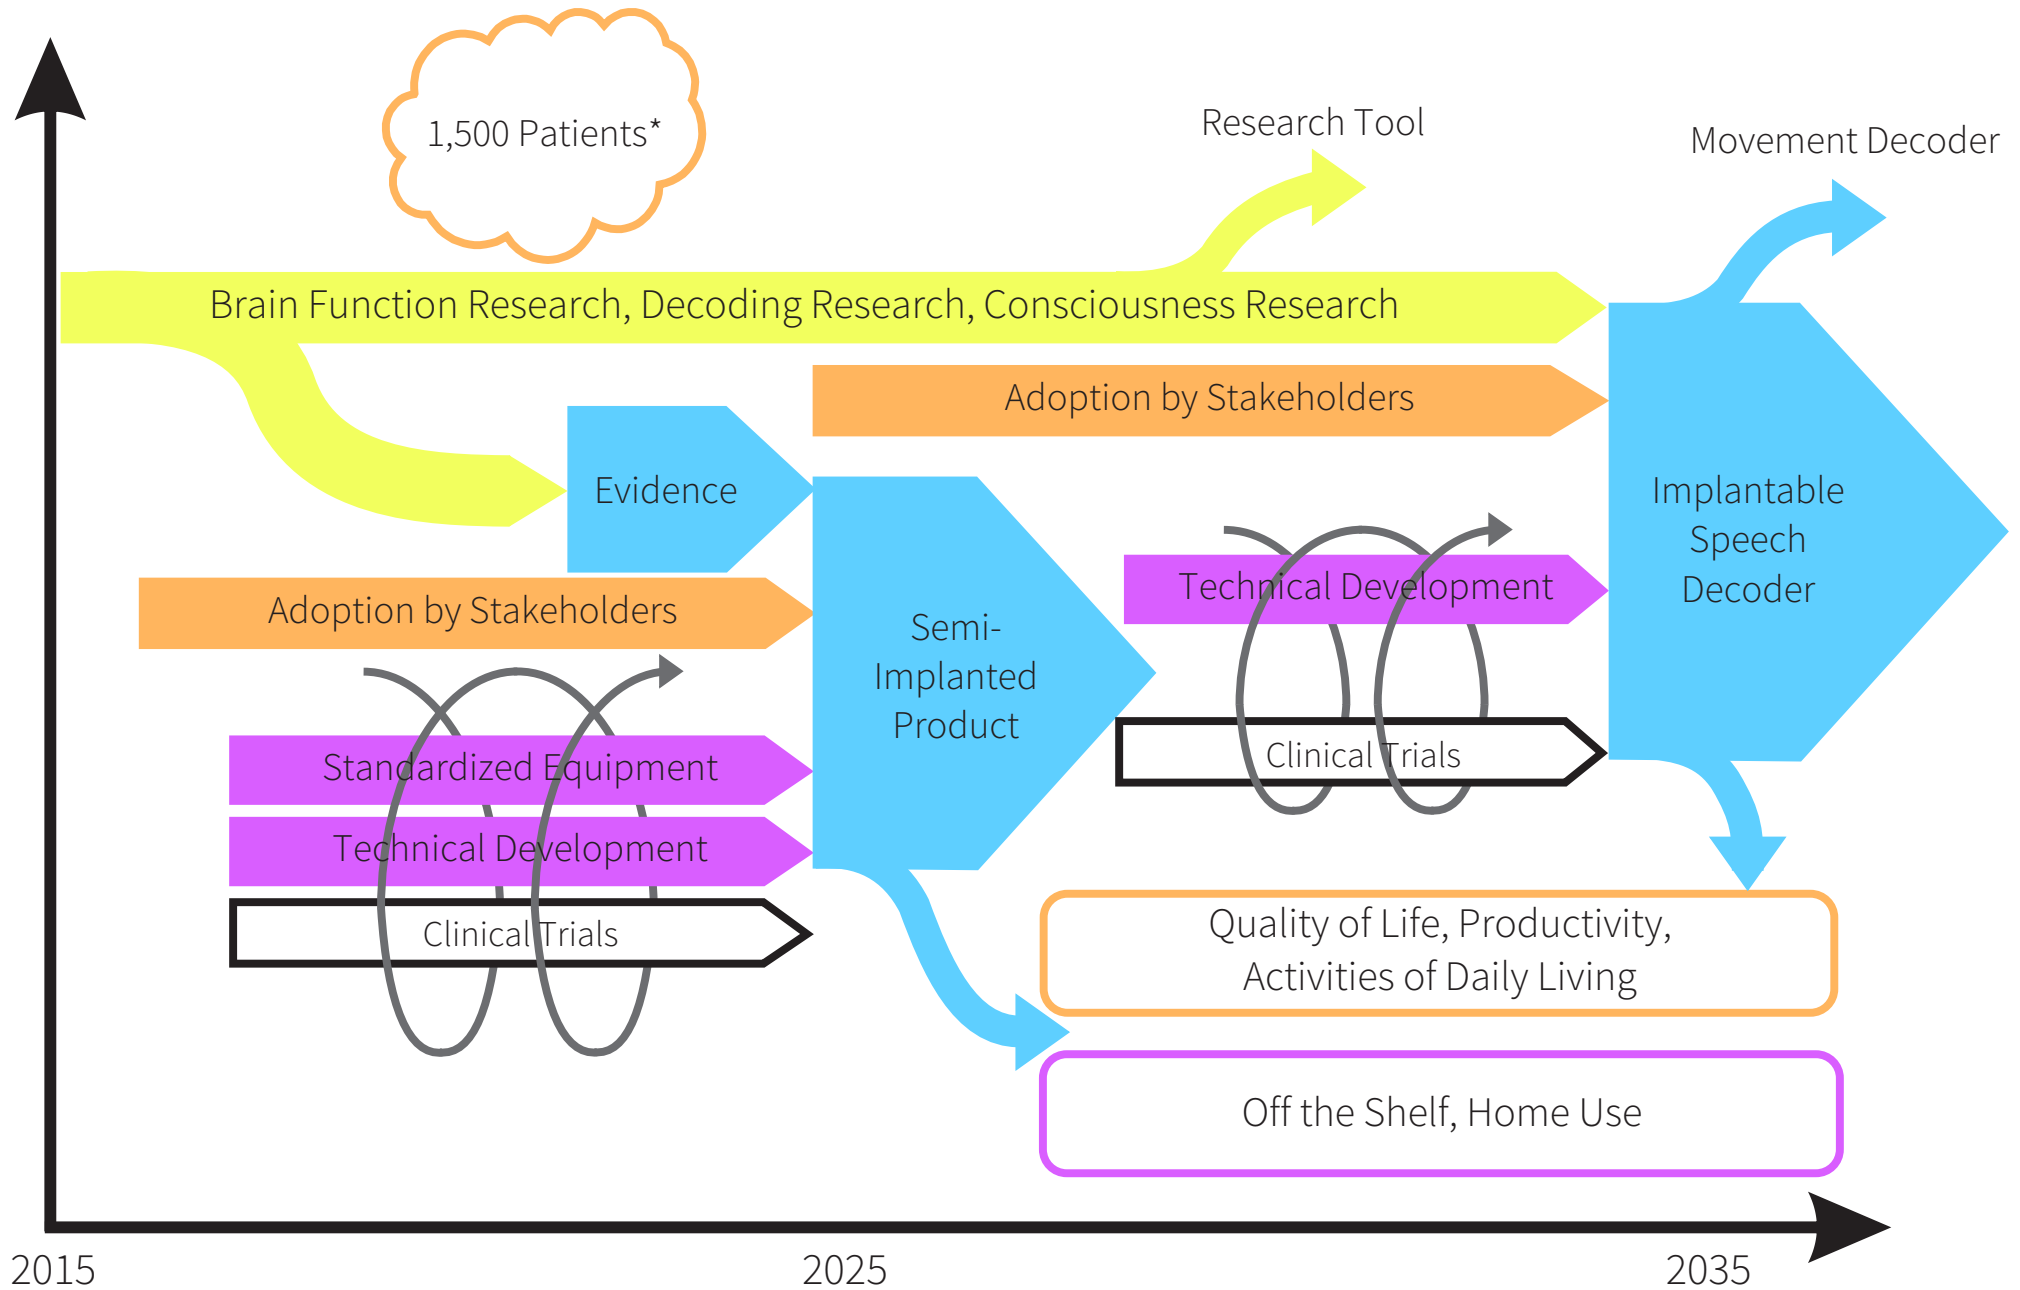 1,500 Patients*
Research Tool
Movement Decoder
Brain Function Research, Decoding Research, Consciousness Research
Adoption by Stakeholders
Evidence
Adoption by Stakeholders
Semi-
Implanted
Product
Technical Development
Implantable
Speech
Decoder
Standardized Equipment
Technical Development
Clinical Trials
Clinical Trials
Quality of Life, Productivity,
Activities of Daily Living
Off the Shelf, Home Use
2015
2025
2035